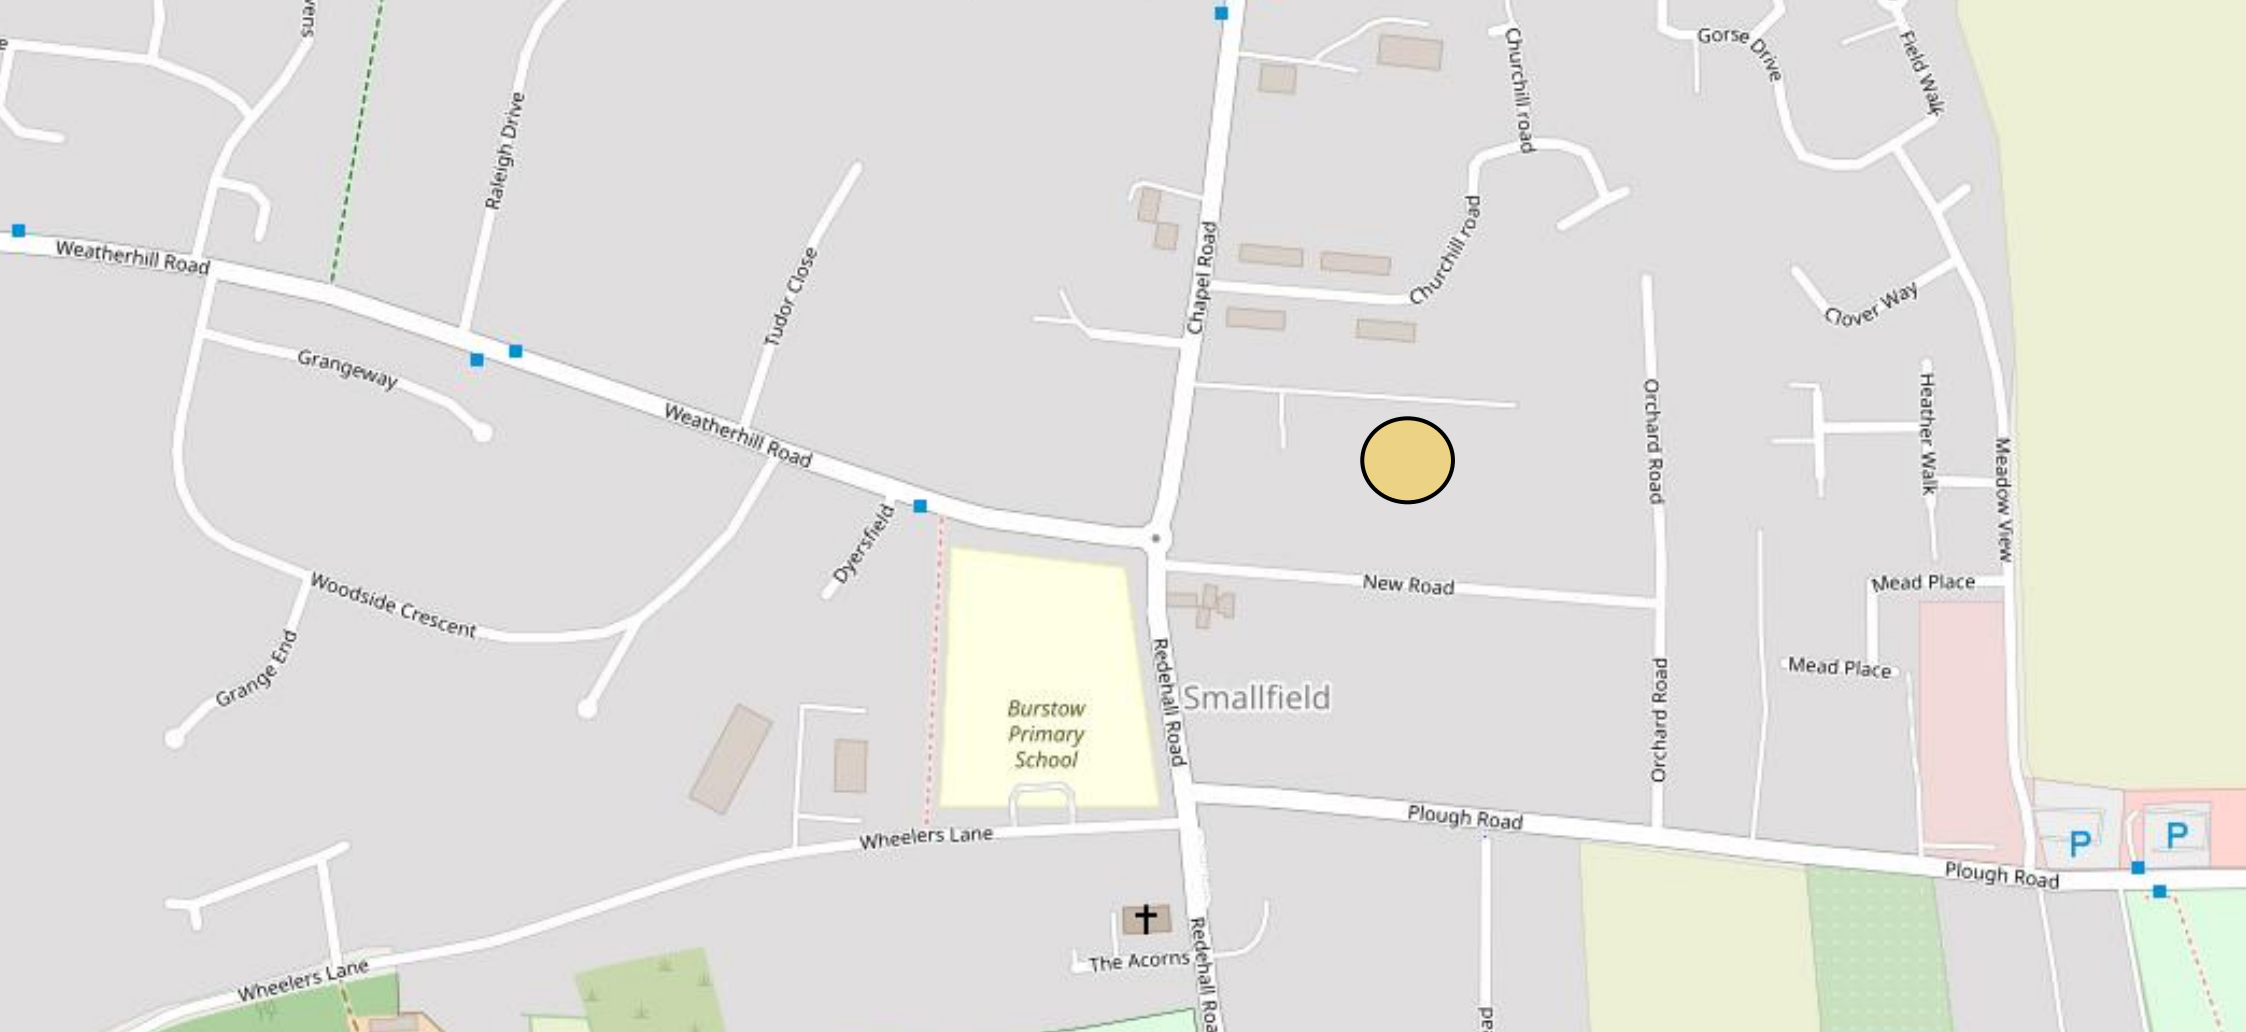 Gorse Drive
Field Walk
Churchill road
Raleigh Drive
Weatherhill Road
Tudor Close
Chapel Road
Churchill road
Clover Way
Grangeway
Weatherhill Road
Orchard Road
Heather Walk
Meadow View
Dyersfield
New Road
Mead Place
Woodside Crescent
Grange End
Redehall Road
Smallfield
Mead Place
Orchard Road
Burstow
Primary
School
Plough Road
Wheelers Lane
P
P
Plough Road
The Acorns
Redehall Roa
Wheelers Lane